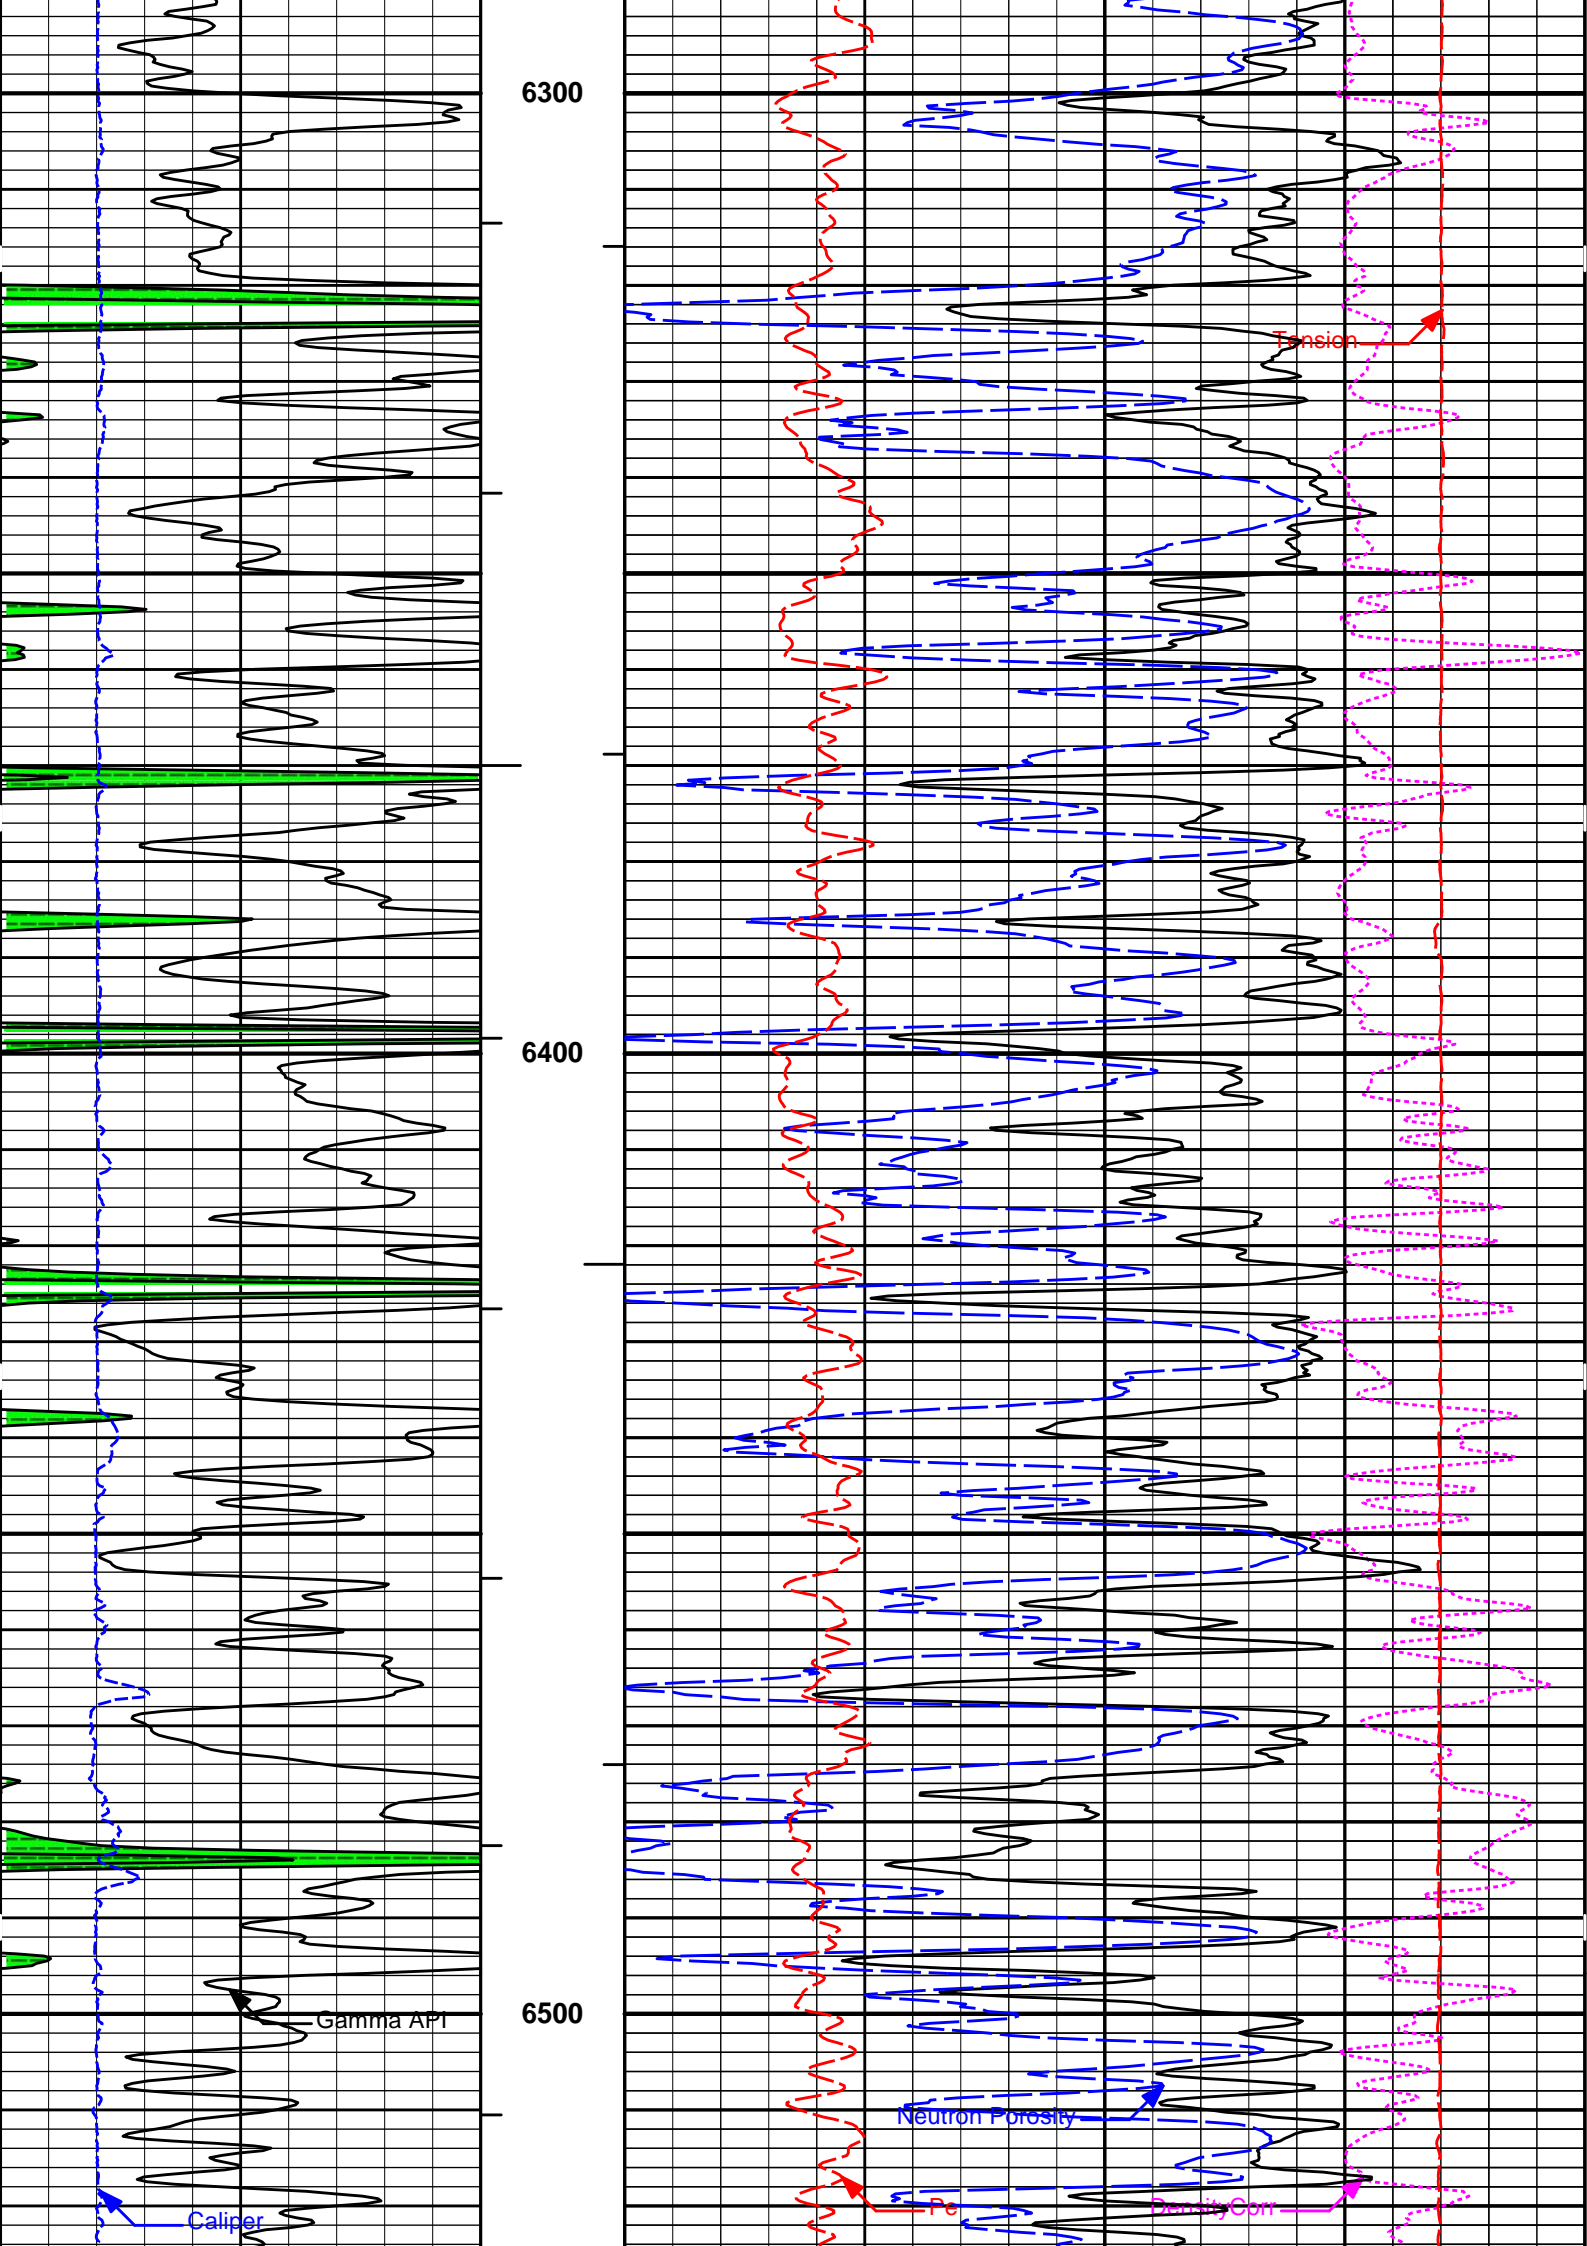 6300
Tension
6400
6500
Gamma API
Neutron Porosity
Pe
DensityCorr
Caliper